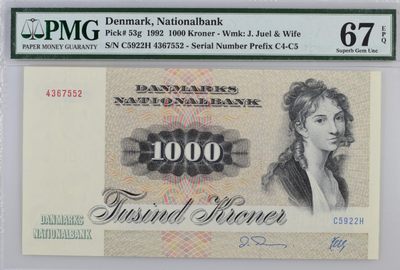 PMG
PAPER MONEY GUARANTY
Denmark, Nationalbank
Pick# 53g 1992 1000 Kroner - Wmk: J. Juel & Wife
S/N C5922H 4367552 - Serial Number Prefix C4-C5
67 EPQ
Superb Gem Unc
DANMARKS
NATIONALBANK
4367552
1000
Tusind Kroner
DANMARKS
NATIONALBANK
C5922H